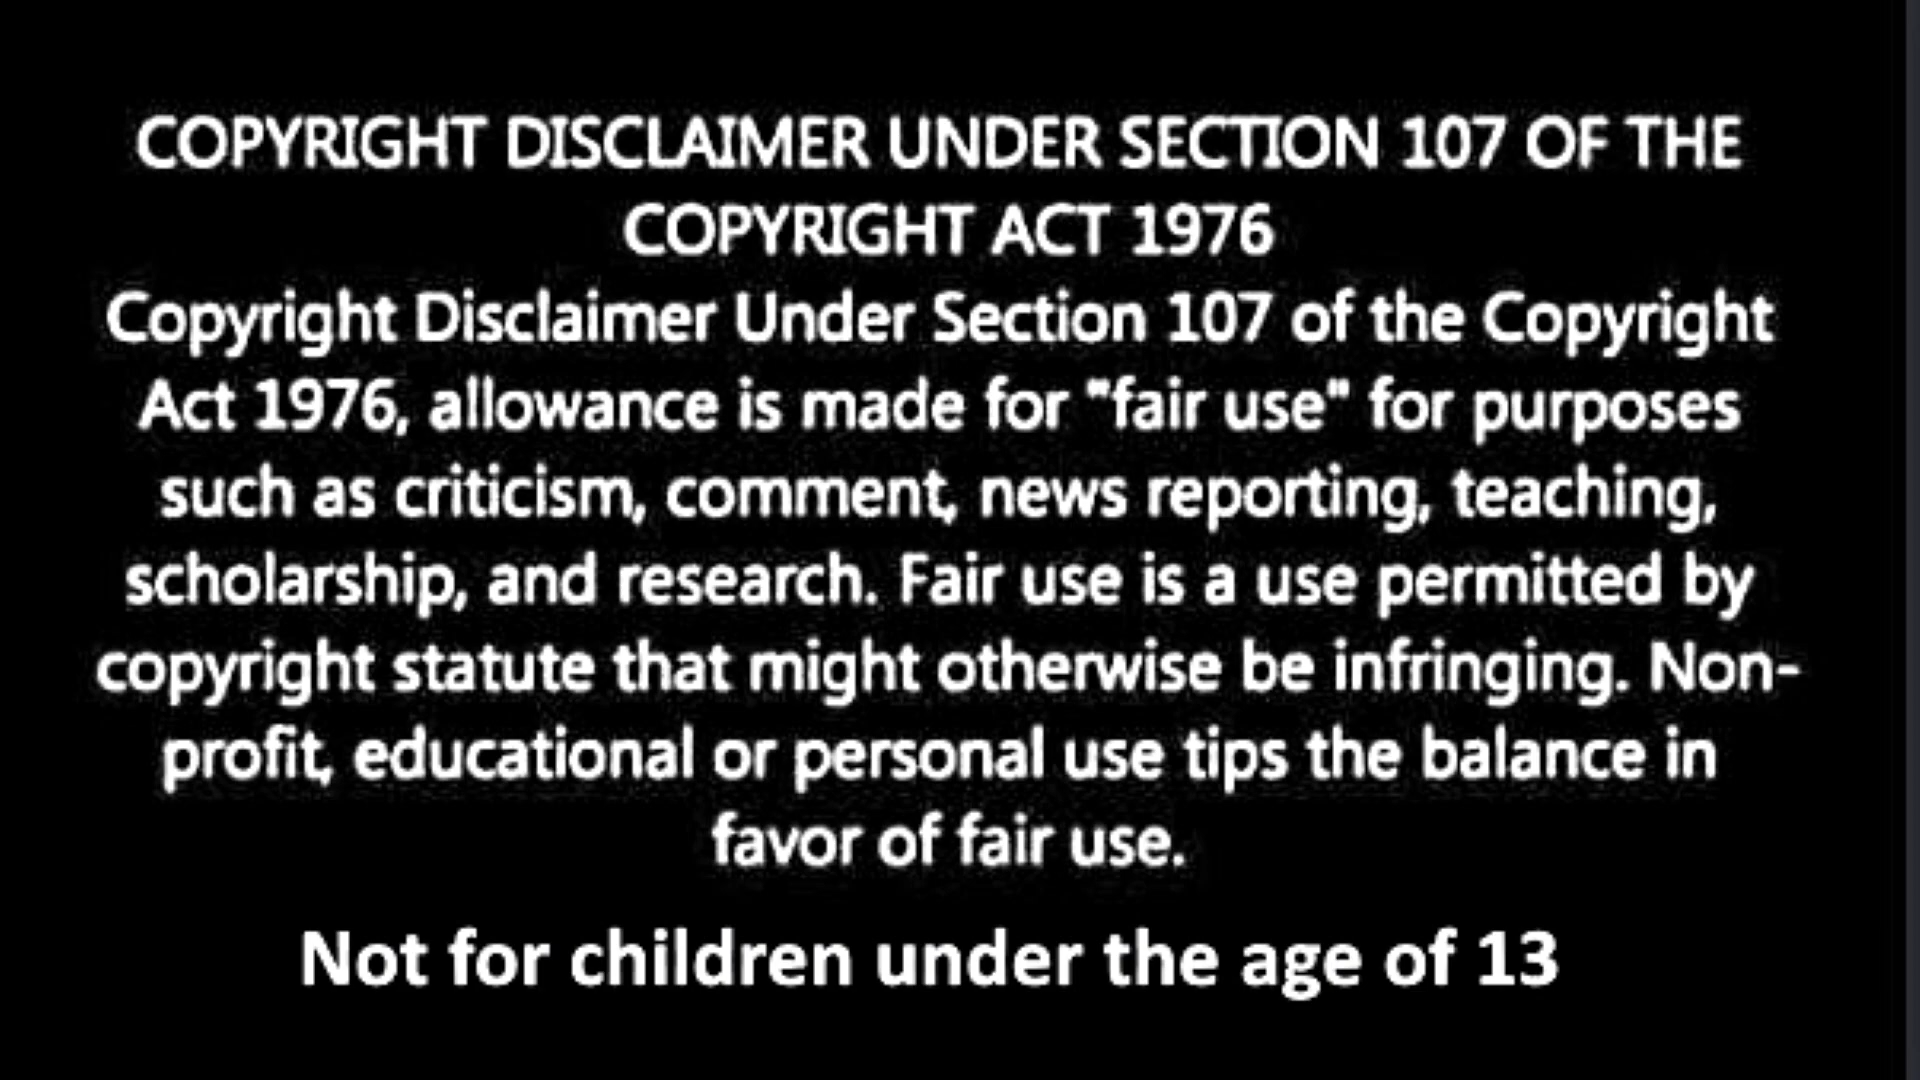 COPYRIGHT DISCLAIMER UNDER SECTION 107 OF THE
COPYRIGHT ACT 1976
Copyright Disclaimer Under Section 107 of the Copyright
Act 1976, allowance is made for "fair use" for purposes
such as criticism, comment, news reporting, teaching,
scholarship, and research. Fair use is a use permitted by
copyright statute that might otherwise be infringing. Non-
profit, educational or personal use tips the balance in
favor of fair use.
Not for children under the age of 13